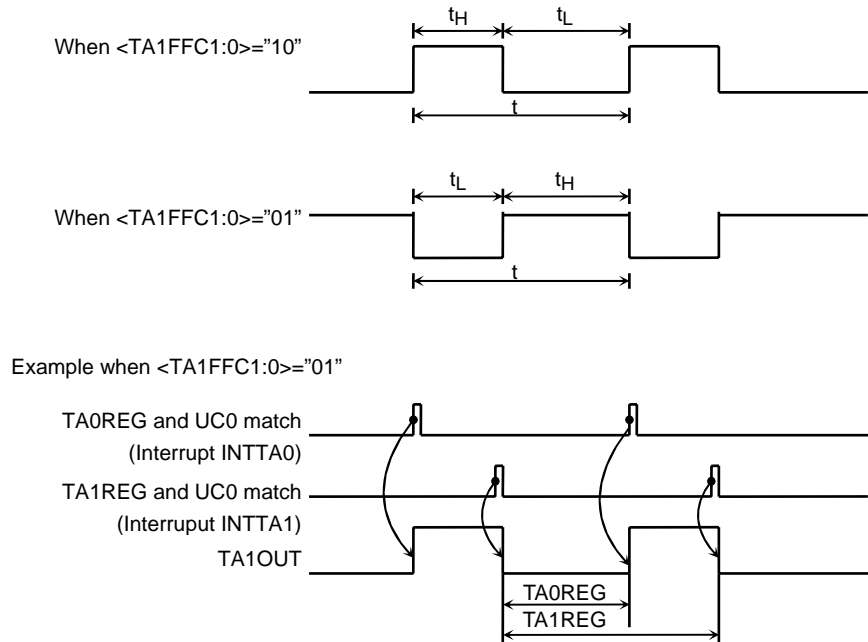 tH tL
When <TA1FFC1:0>=”10”
t
tL tH
When <TA1FFC1:0>=”01”
t
Example when <TA1FFC1:0>=”01”
TA0REG and UC0 match
(Interrupt INTTA0)
TA1REG and UC0 match
(Interruput INTTA1)
TA1OUT
TA0REG
TA1REG